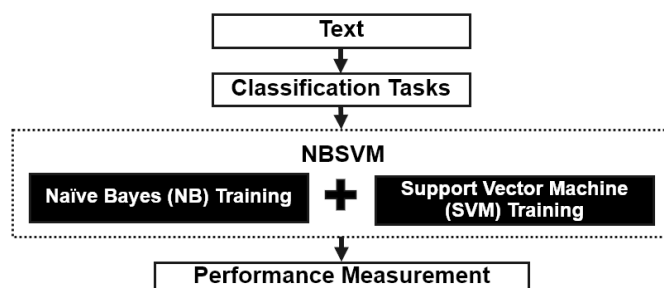 Text
Classification Tasks
NBSVM
Naïve Bayes (NB) Training
Support Vector Machine
(SVM) Training
Performance Measurement